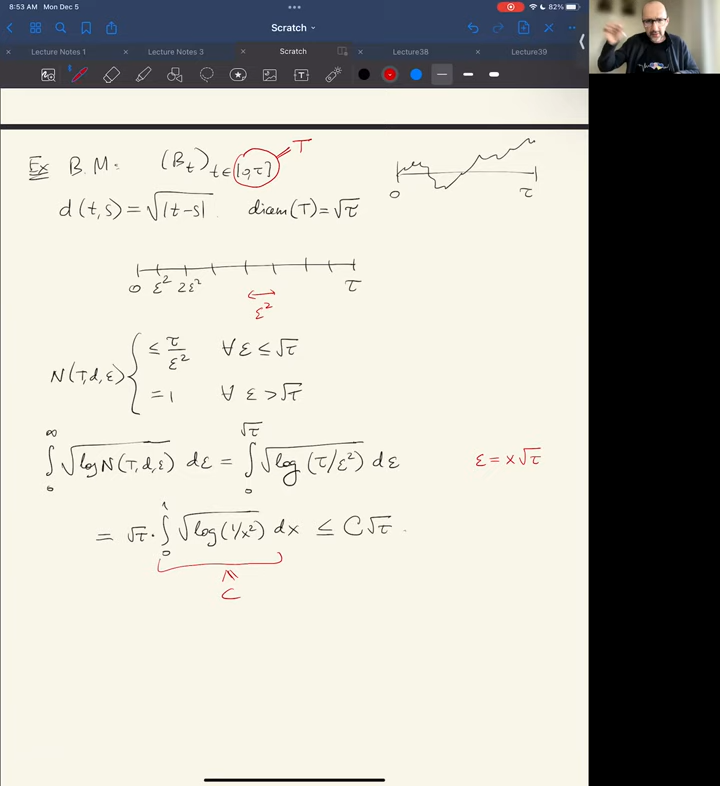 8:53 AM Mon Dec 5
82%
Scratch
Lecture Notes 1
Lecture Notes 3
Scratch
Lecture38
Lecture39
Ex B.M: (B_t)_{t∈[0,τ]} = T
0 τ
d(t,s) = √|t-s|. diam(T) = √τ
0 ε² 2ε² τ
ε²
N(T,d,ε) { ≤ τ/ε² ∀ ε ≤ √τ
= 1 ∀ ε > √τ
∫_0^∞ √log N(T,d,ε) dε = ∫_0^√τ √log (τ/ε²) dε ε = x√τ
= √τ · ∫_0^1 √log(1/x²) dx ≤ C√τ.
C